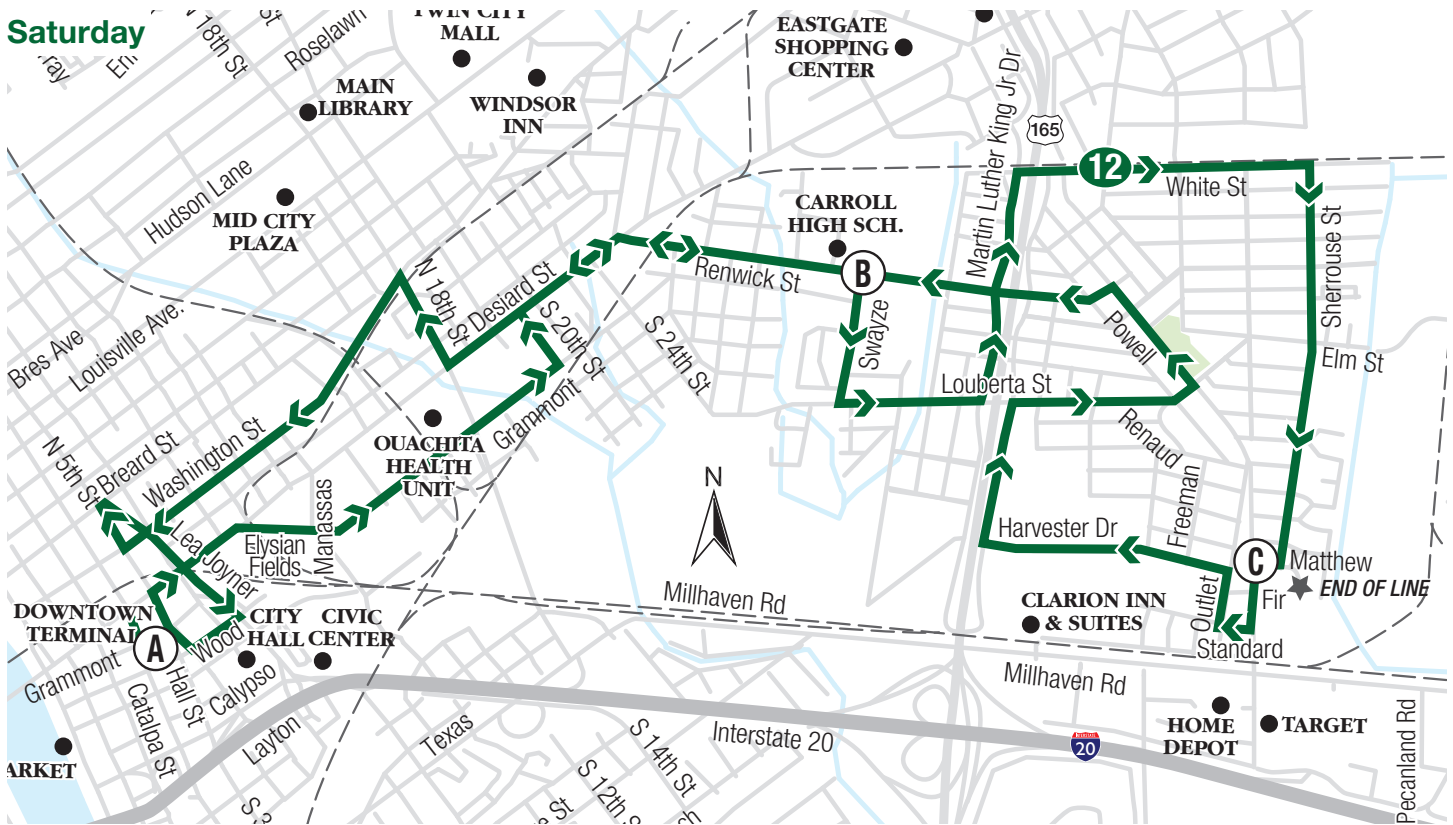 Saturday
N 18th St
Roselawn
TWIN CITY
MALL
EASTGATE
SHOPPING
CENTER
MAIN
LIBRARY
WINDSOR
INN
Martin Luther King Jr Dr
165
12
White St
Hudson Lane
MID CITY
PLAZA
CARROLL
HIGH SCH.
B
Sherrouse St
N 18th St
Desiard St
Renwick St
S 20th St
S 24th St
Swayze
Powell
Elm St
Bres Ave
Louisville Ave.
Louberta St
Grammont
Renaud
OUACHITA
HEALTH
UNIT
N 5th St
Breard St
Washington St
Manassas
N
Freeman
Harvester Dr
Lea Joyner
Elysian
Fields
C
Matthew
END OF LINE
Fir
Outlet
Standard
Millhaven Rd
CLARION INN
& SUITES
DOWNTOWN
TERMINAL
A
Wood
CITY
HALL
CIVIC
CENTER
Grammont
Hall St
Calypso
Catalpa St
Layton
Texas
Millhaven Rd
HOME
DEPOT
TARGET
Pecanland Rd
Interstate 20
20
S 14th St
S 12th S
ARKET